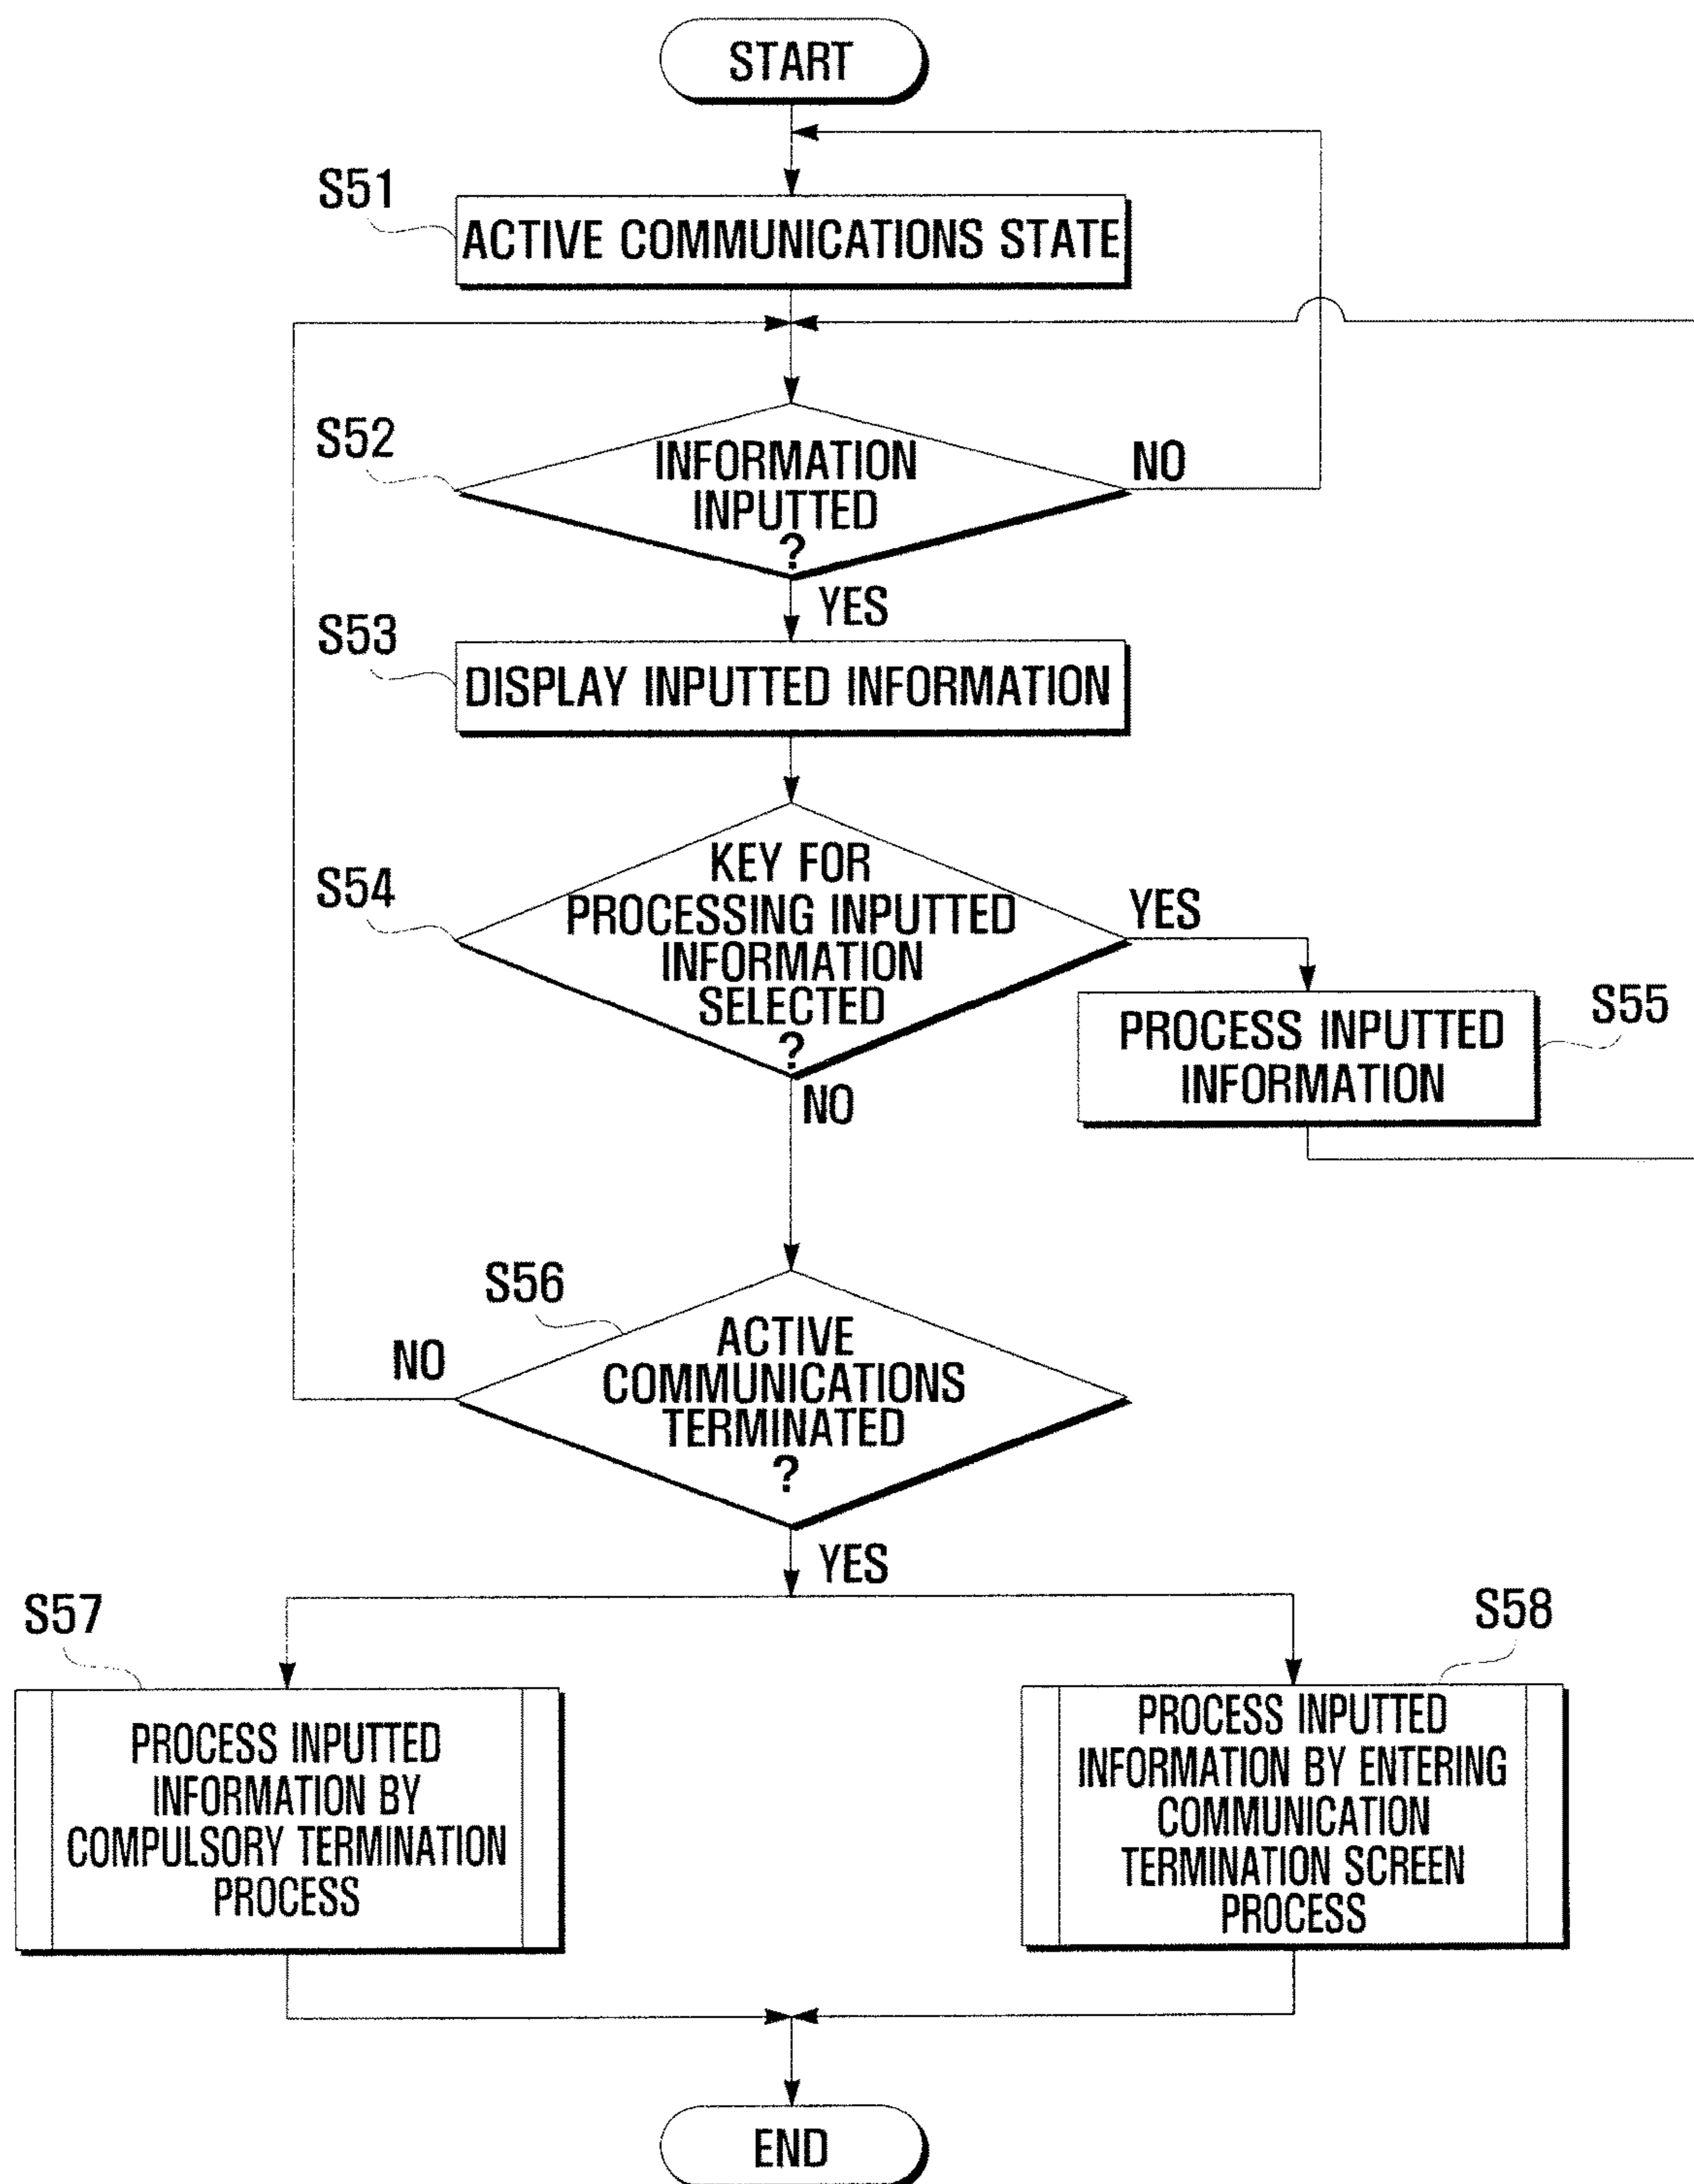 START
S51
ACTIVE COMMUNICATIONS STATE
S52
INFORMATION
INPUTTED
?
NO
YES
S53
DISPLAY INPUTTED INFORMATION
S54
KEY FOR
PROCESSING INPUTTED
INFORMATION
SELECTED
?
YES
NO
S55
PROCESS INPUTTED
INFORMATION
S56
ACTIVE
COMMUNICATIONS
TERMINATED
?
NO
YES
S57
PROCESS INPUTTED
INFORMATION BY
COMPULSORY TERMINATION
PROCESS
S58
PROCESS INPUTTED
INFORMATION BY ENTERING
COMMUNICATION
TERMINATION SCREEN
PROCESS
END